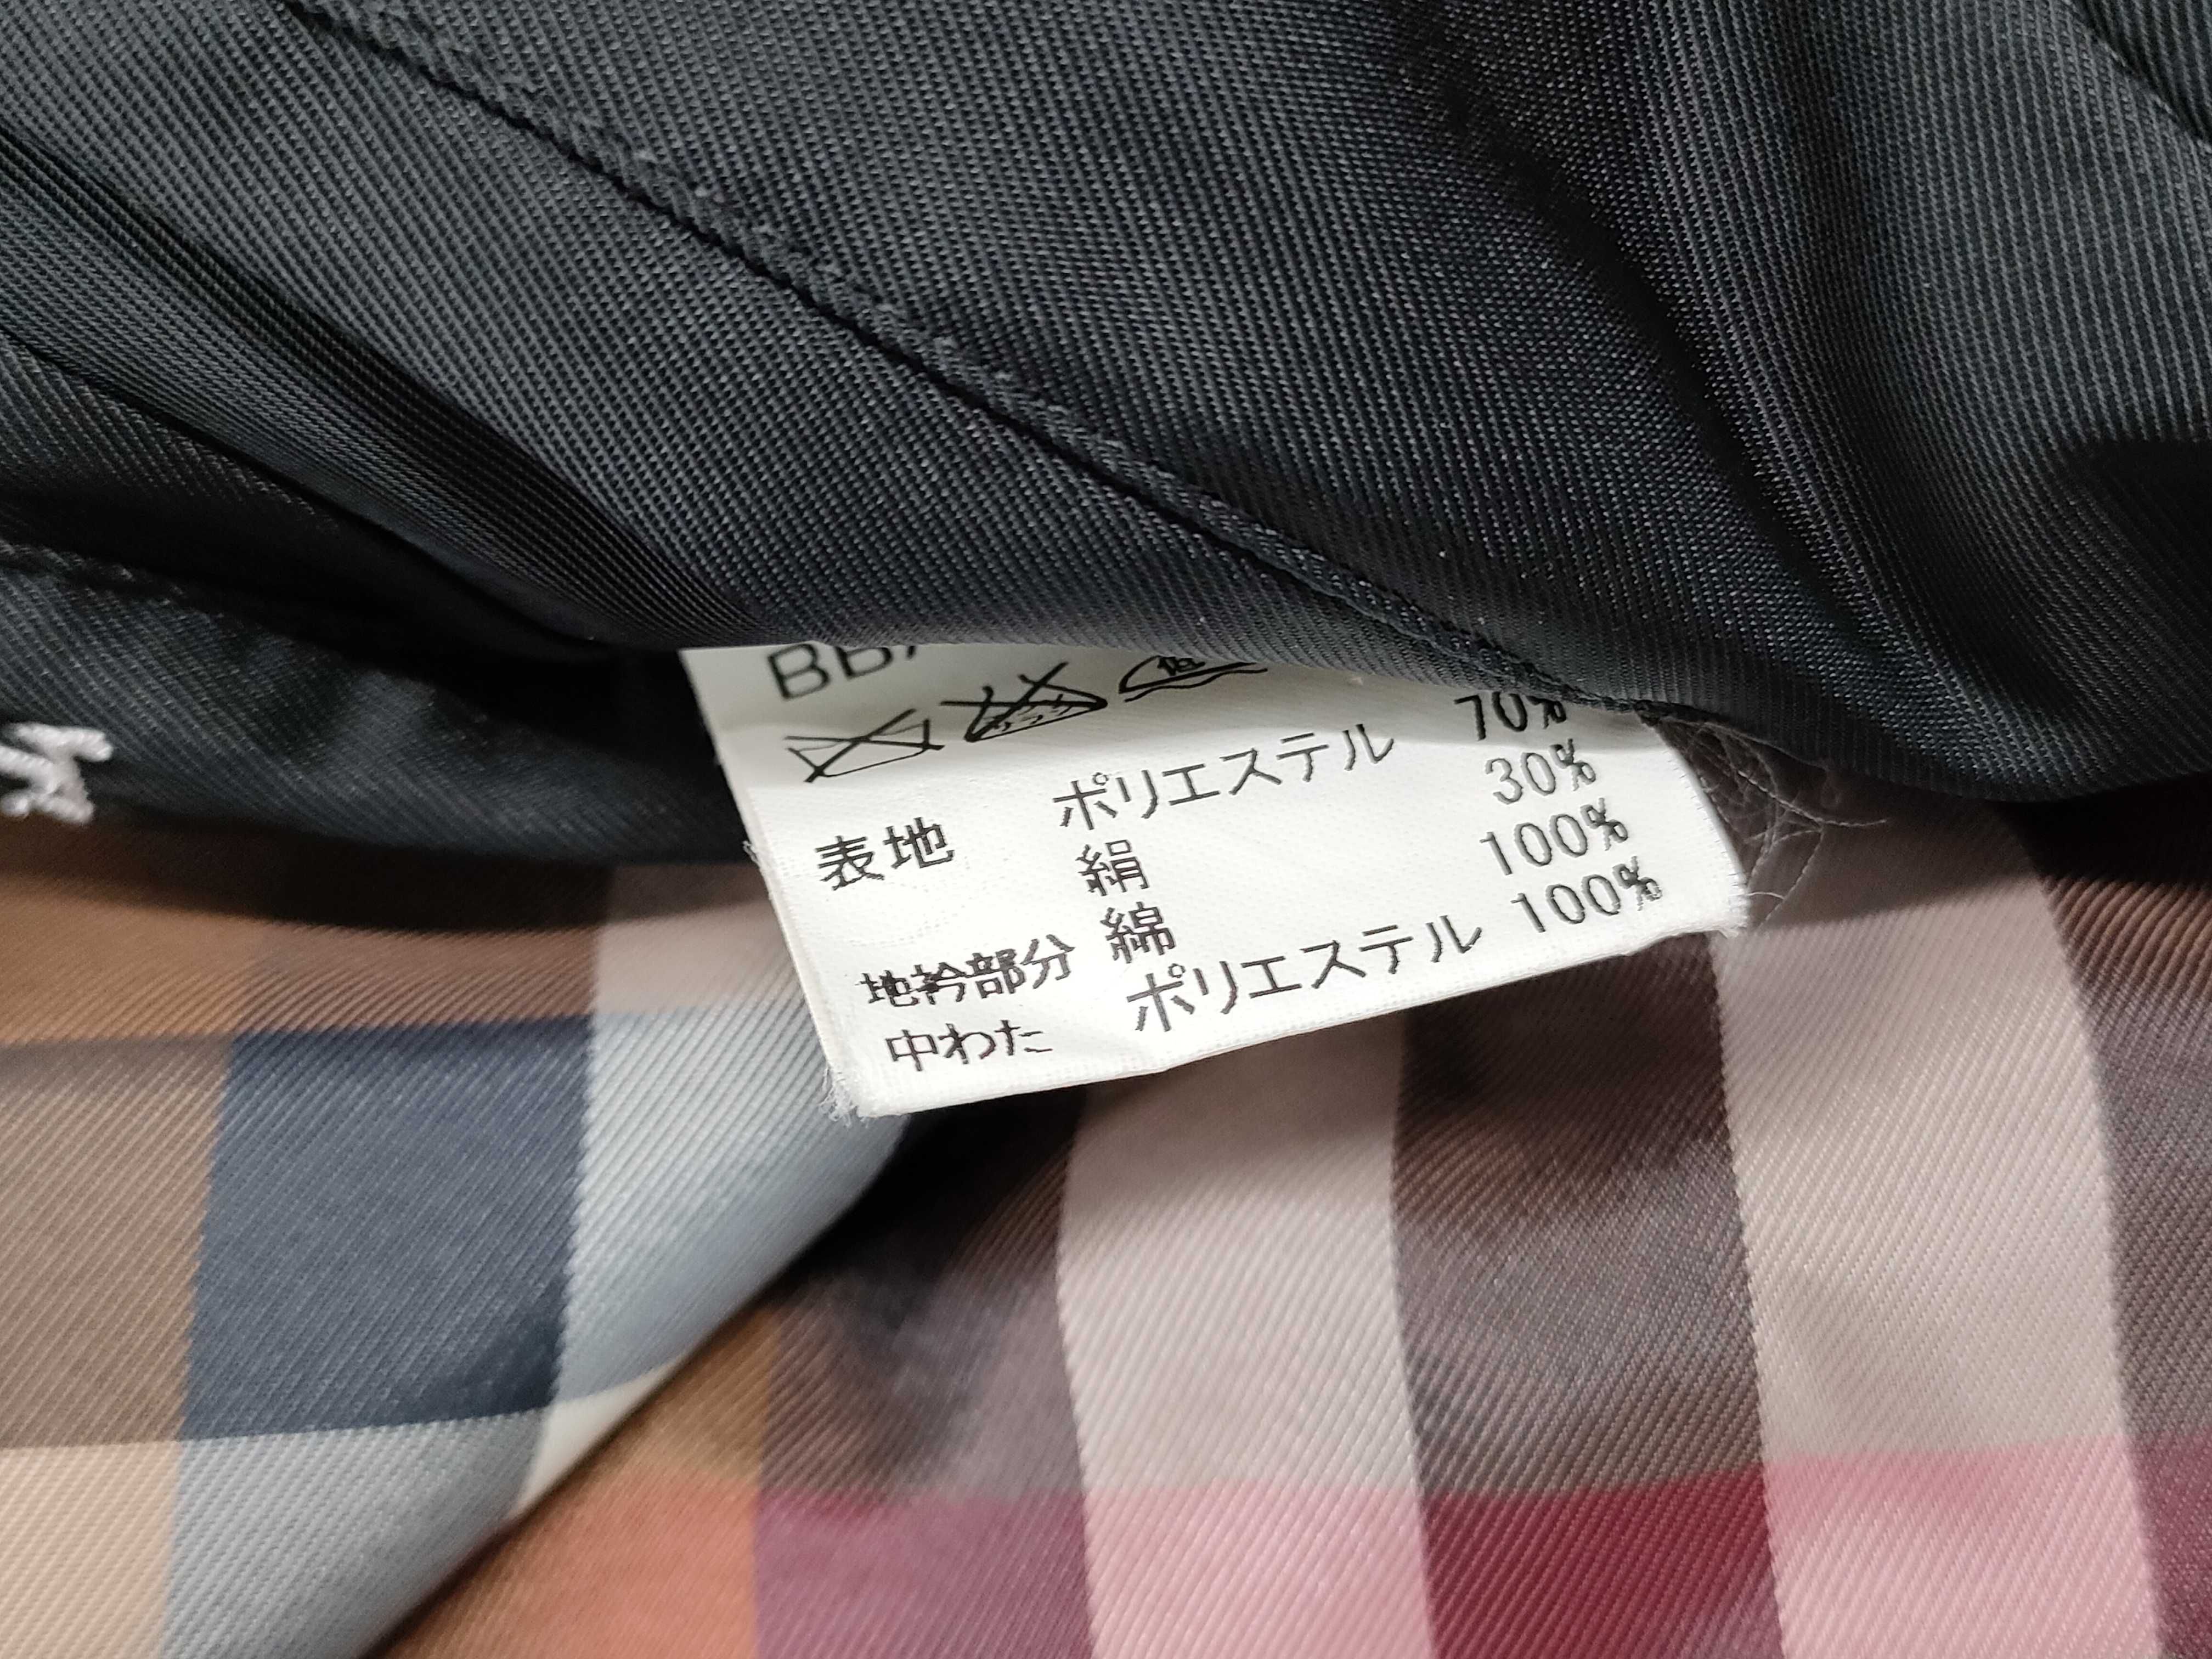 表地 ポリエステル 70%
絹 30%
地衿部分 綿 100%
中わた ポリエステル 100%